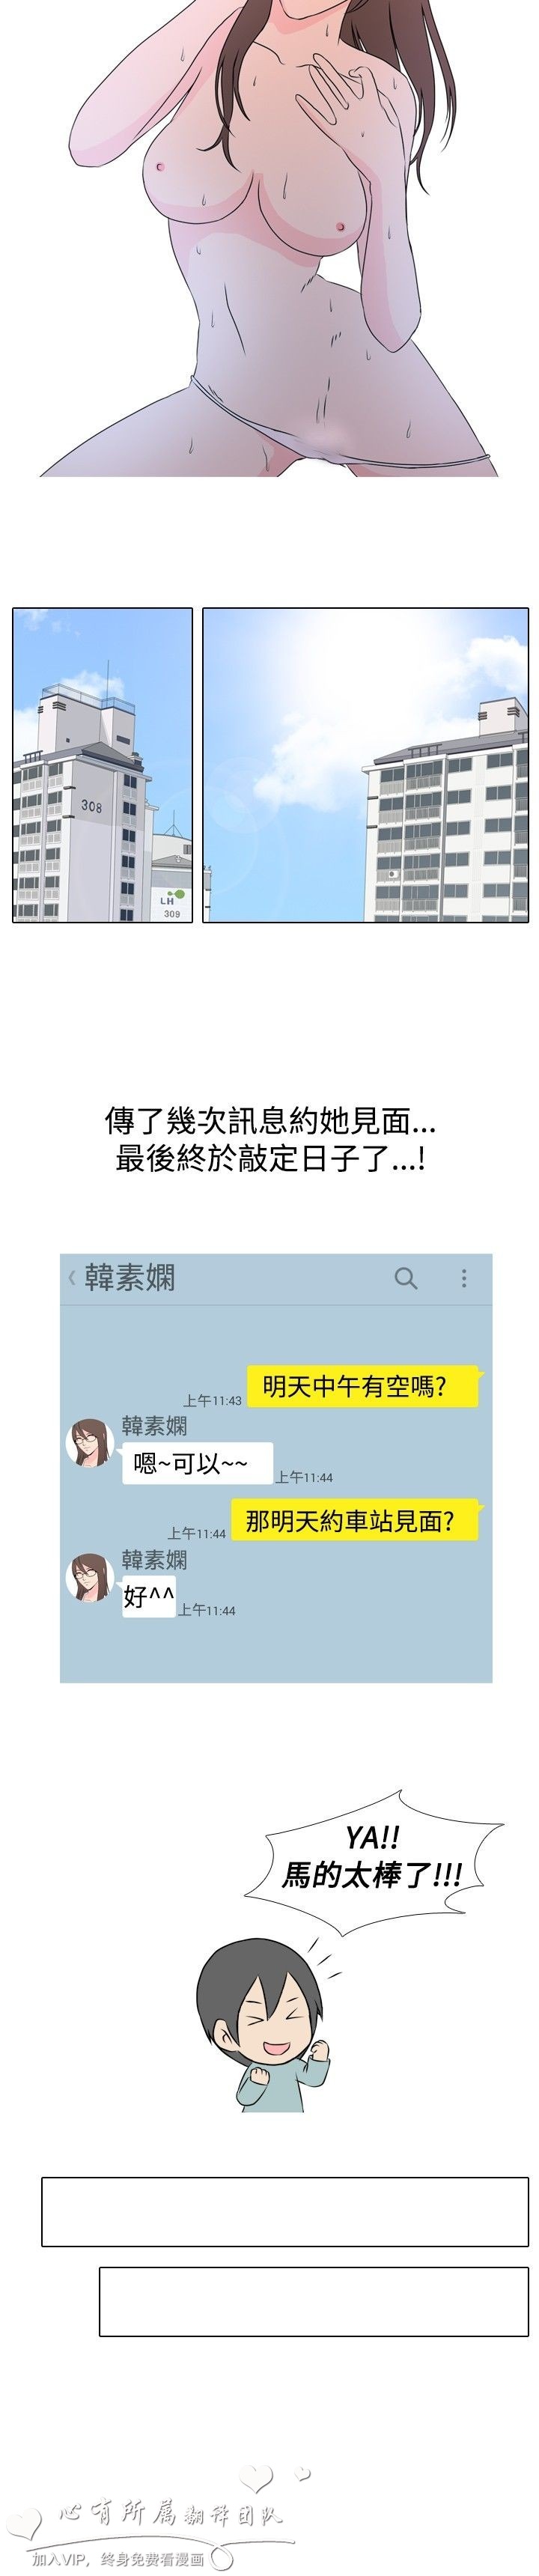 308
LH
309
傳了幾次訊息約她見面...
最後終於敲定日子了...!
韓素嫻
明天中午有空嗎?
上午11:43
韓素嫻
嗯~可以~~
上午11:44
那明天約車站見面?
上午11:44
韓素嫻
好^^
上午11:44
YA!!
馬的太棒了!!!
心有所属翻译团队
加入VIP，终身免费看漫画